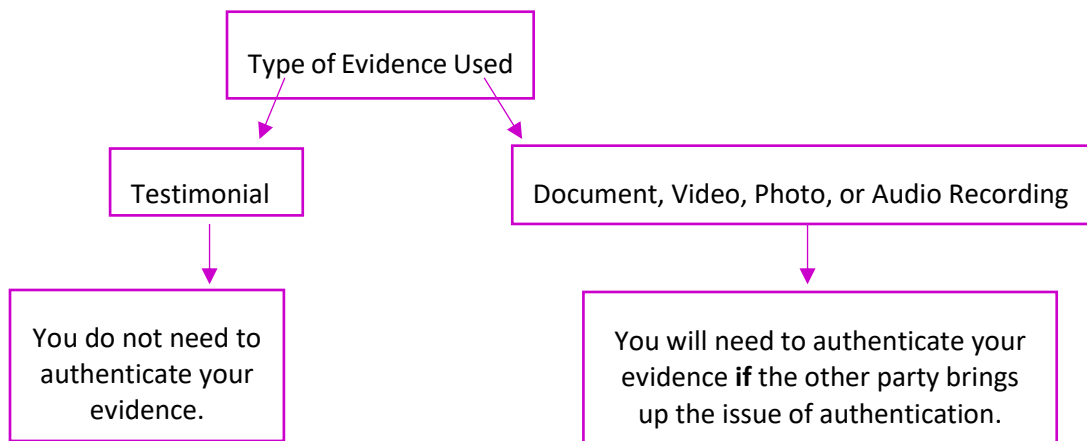 Type of Evidence Used
Testimonial
Document, Video, Photo, or Audio Recording
You do not need to
authenticate your
evidence.
You will need to authenticate your
evidence if the other party brings
up the issue of authentication.